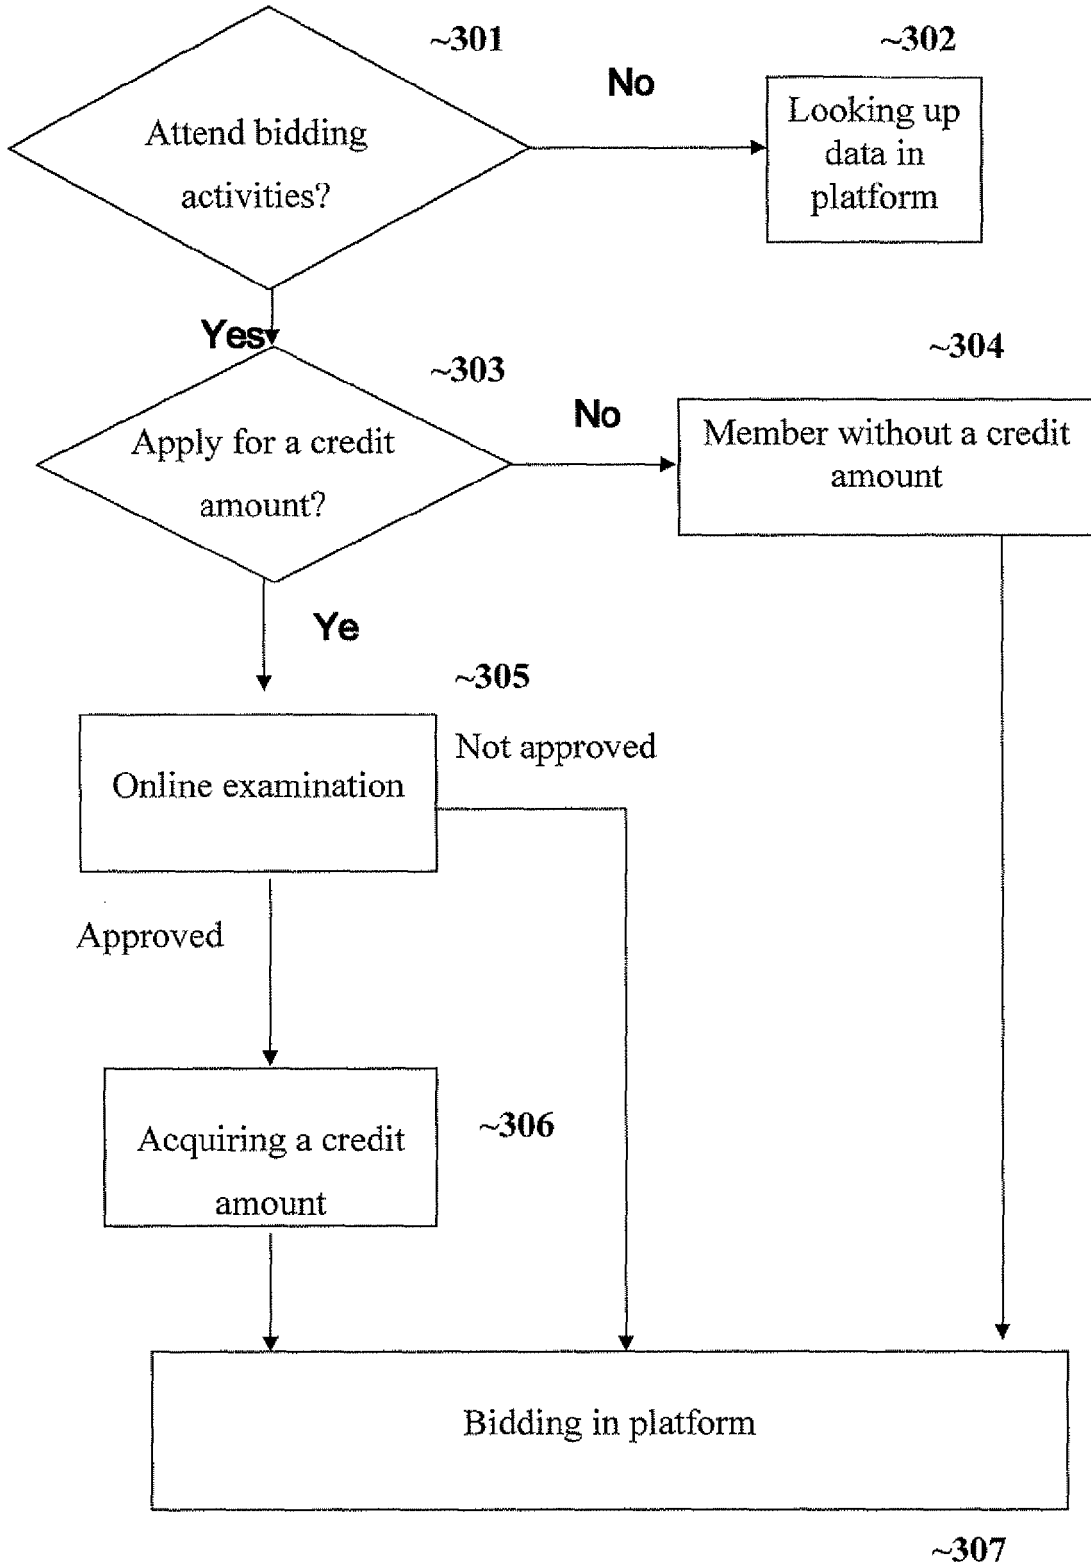 ~301
~302
No
Attend bidding
activities?
Looking up
data in
platform
Yes
~303
~304
No
Apply for a credit
amount?
Member without a credit
amount
Ye
~305
Not approved
Online examination
Approved
~306
Acquiring a credit
amount
Bidding in platform
~307